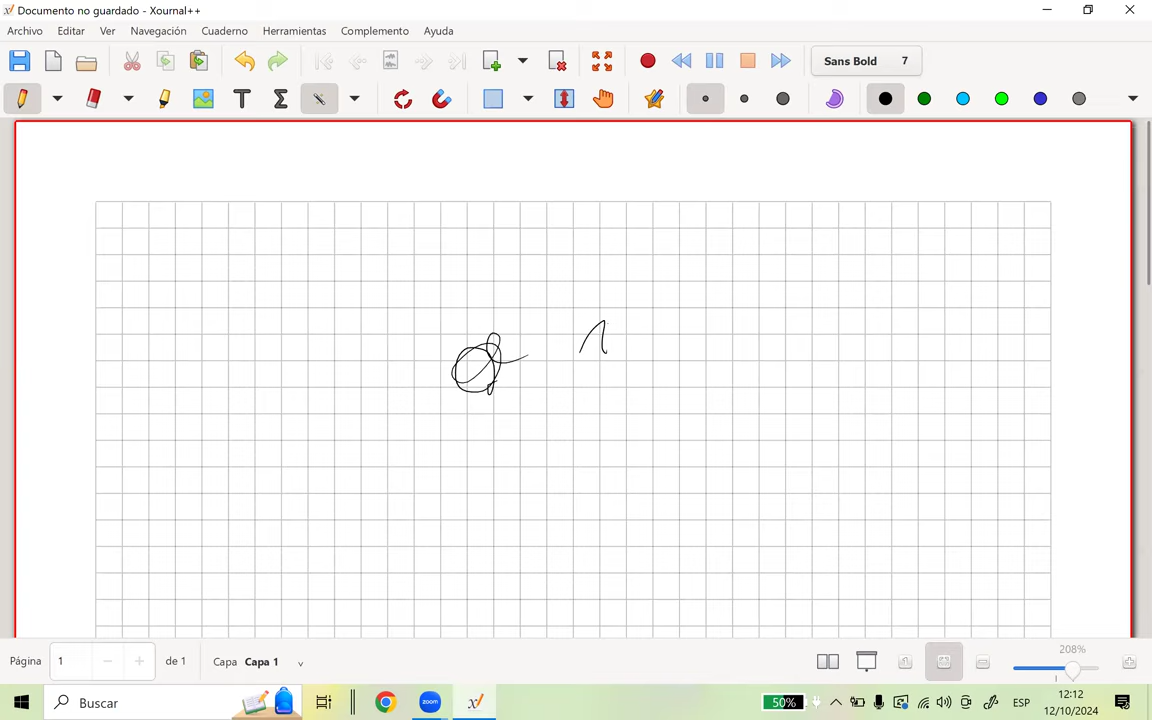 Documento no guardado - Xournal++
Archivo Editar Ver Navegación Cuaderno Herramientas Complemento Ayuda
Sans Bold 7
Página 1 de 1 Capa Capa 1 208%
Buscar zoom 50% ESP 12:12
12/10/2024